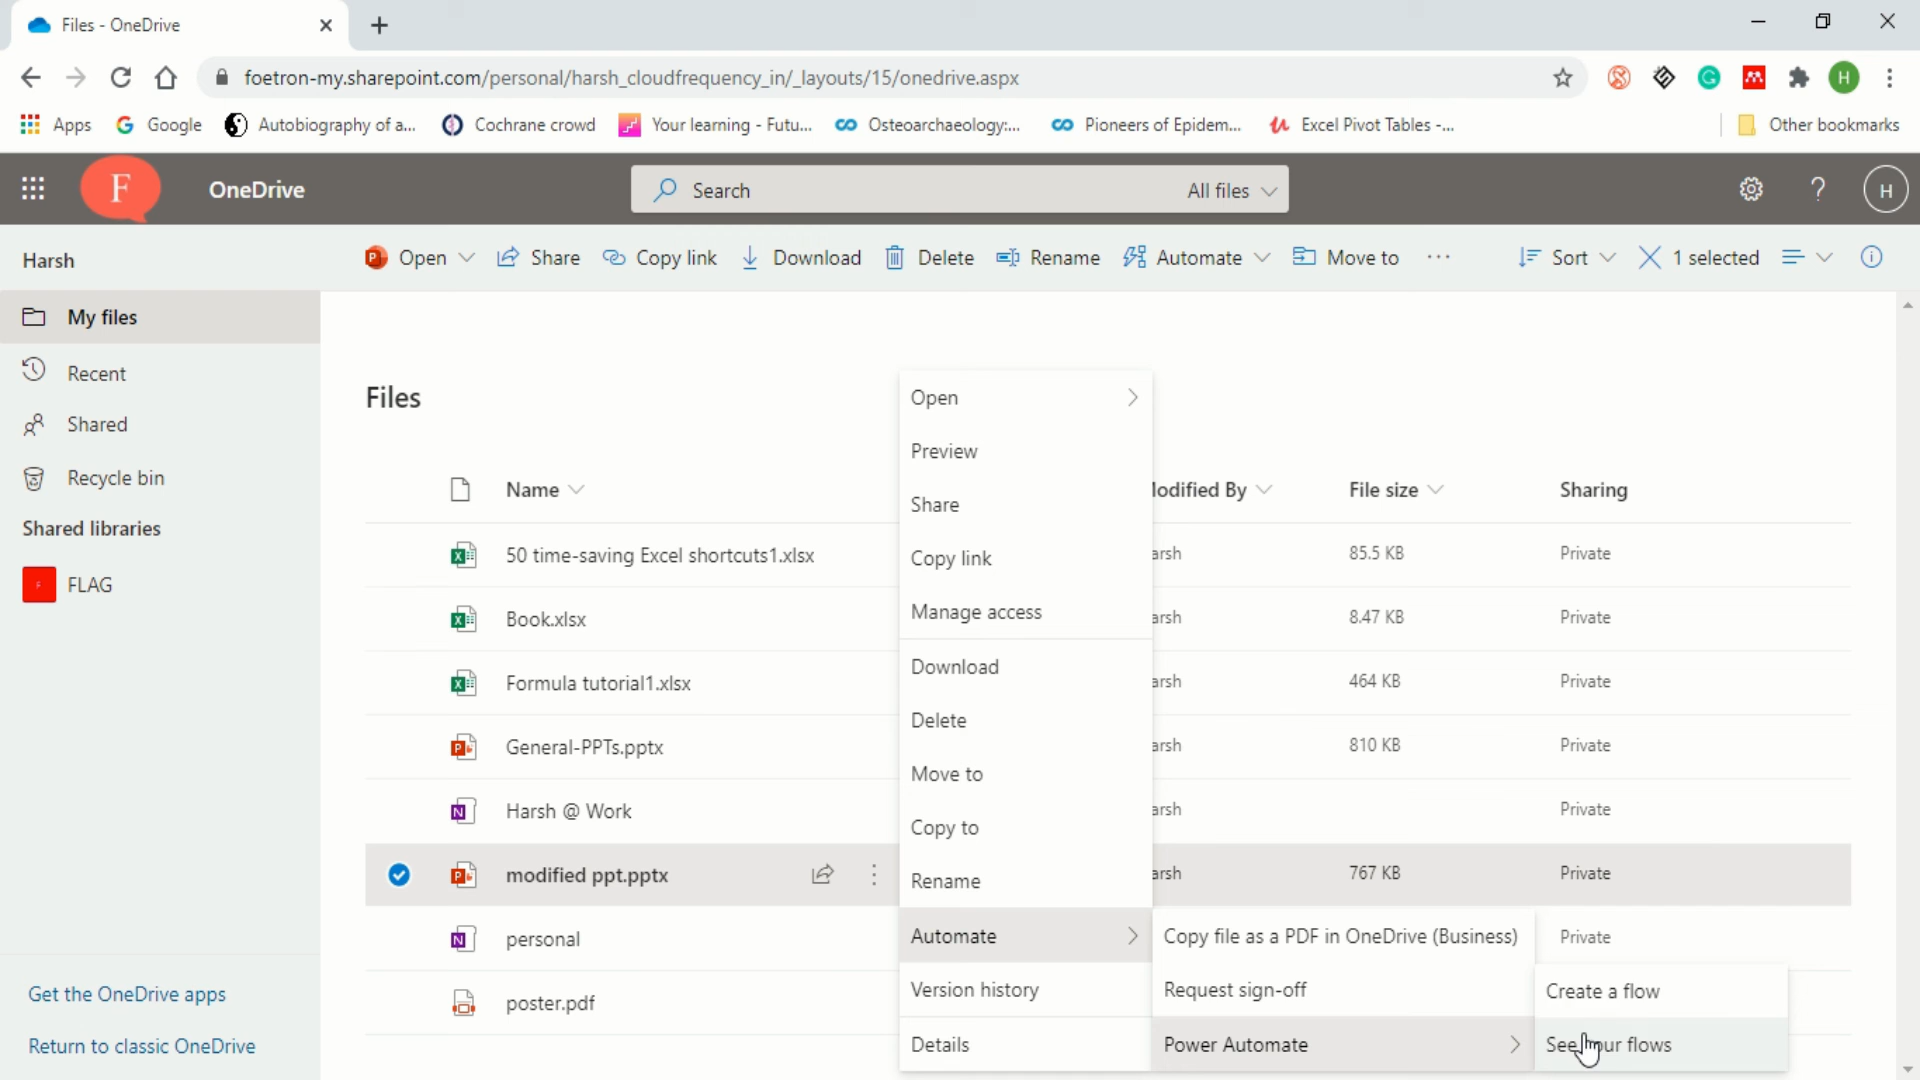 Files - OneDrive
foetron-my.sharepoint.com/personal/harsh_cloudfrequency_in/_layouts/15/onedrive.aspx
H
Apps
Google
Autobiography of a...
Cochrane crowd
Your learning - Futu...
Osteoarchaeology:...
Pioneers of Epidem...
Excel Pivot Tables -...
Other bookmarks
F
OneDrive
Search
All files
?
H
Harsh
Open
Share
Copy link
Download
Delete
Rename
Automate
Move to
...
Sort
1 selected
My files
Recent
Shared
Recycle bin
Shared libraries
F FLAG
Get the OneDrive apps
Return to classic OneDrive
Files
Name
odified By
File size
Sharing
50 time-saving Excel shortcuts1.xlsx
arsh
85.5 KB
Private
Book.xlsx
arsh
8.47 KB
Private
Formula tutorial1.xlsx
arsh
464 KB
Private
General-PPTs.pptx
arsh
810 KB
Private
Harsh @ Work
arsh
Private
modified ppt.pptx
arsh
767 KB
Private
personal
Private
poster.pdf
Open
Preview
Share
Copy link
Manage access
Download
Delete
Move to
Copy to
Rename
Automate
Version history
Details
Copy file as a PDF in OneDrive (Business)
Request sign-off
Power Automate
Create a flow
See your flows